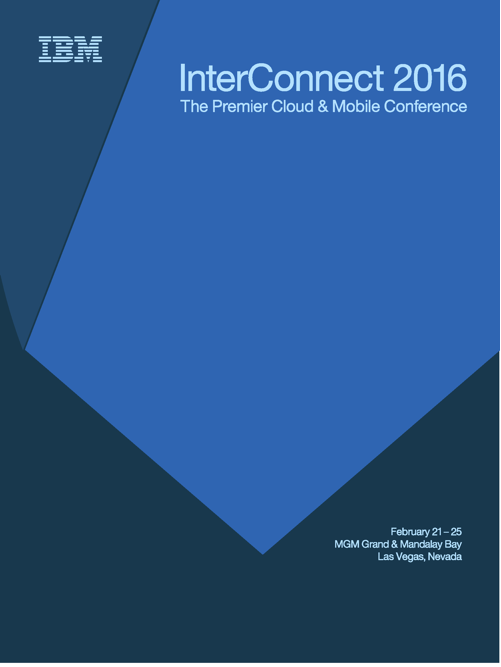 IBM
InterConnect 2016
The Premier Cloud & Mobile Conference
February 21 – 25
MGM Grand & Mandalay Bay
Las Vegas, Nevada